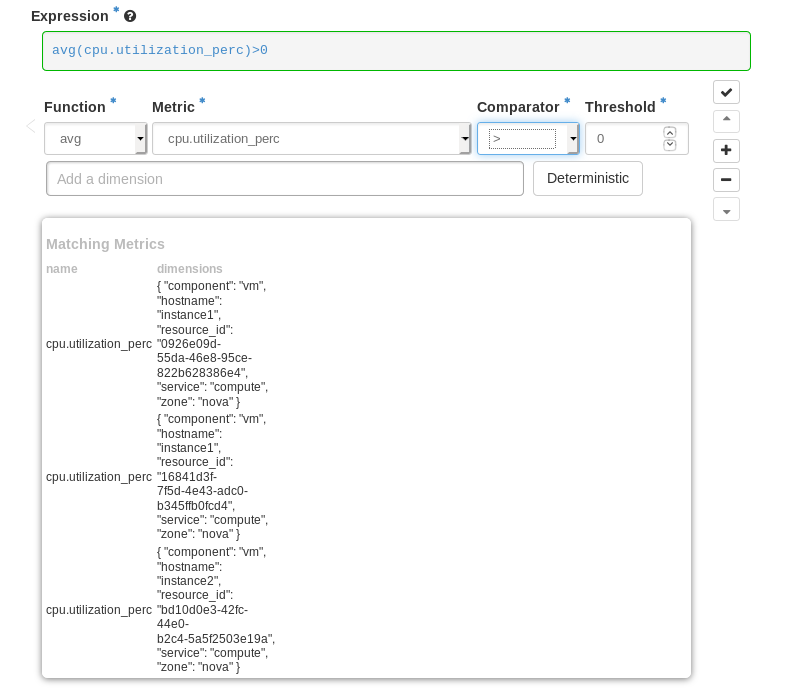 Expression *
avg(cpu.utilization_perc)>0
Function * Metric * Comparator * Threshold *
avg cpu.utilization_perc > 0
Add a dimension Deterministic
Matching Metrics
name dimensions
{ "component": "vm",
"hostname":
"instance1",
"resource_id":
cpu.utilization_perc "0926e09d-
55da-46e8-95ce-
822b628386e4",
"service": "compute",
"zone": "nova" }
{ "component": "vm",
"hostname":
"instance1",
"resource_id":
cpu.utilization_perc "16841d3f-
7f5d-4e43-adc0-
b345ffb0fcd4",
"service": "compute",
"zone": "nova" }
{ "component": "vm",
"hostname":
"instance2",
"resource_id":
cpu.utilization_perc "bd10d0e3-42fc-
44e0-
b2c4-5a5f2503e19a",
"service": "compute",
"zone": "nova" }